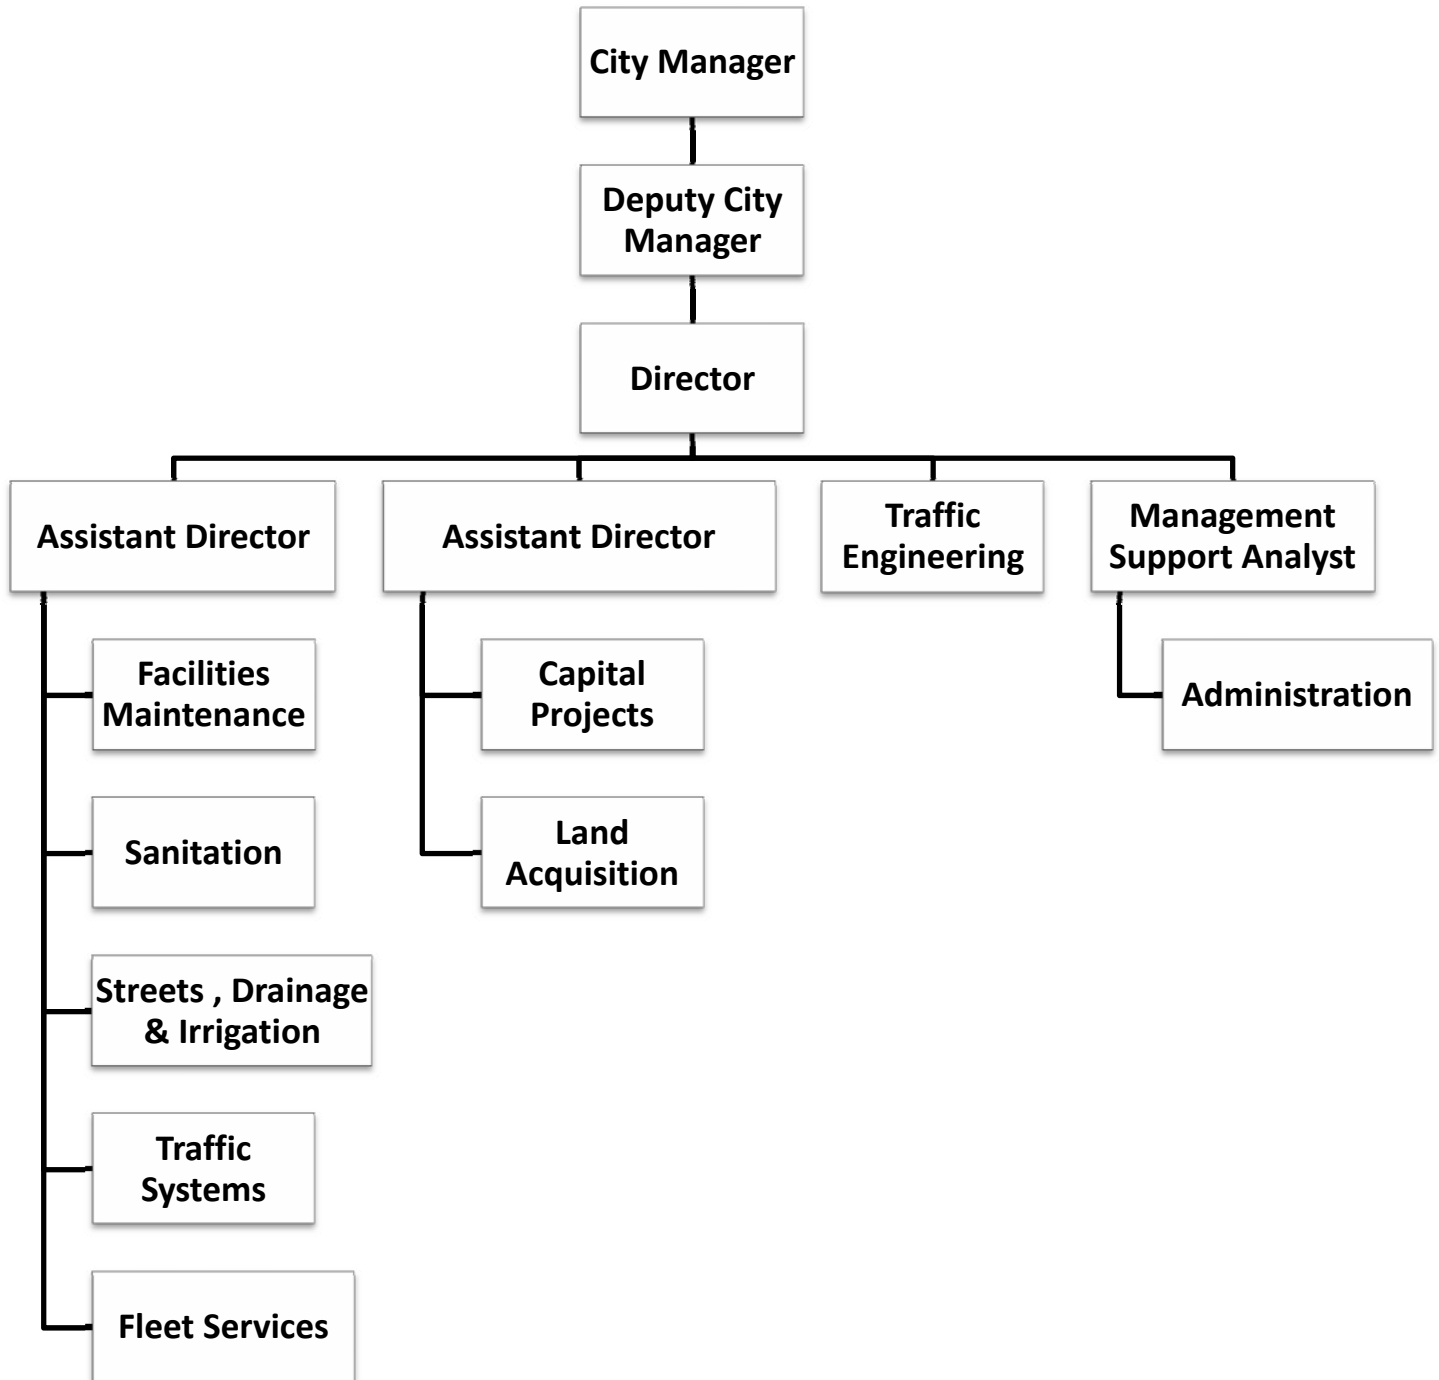 City Manager
Deputy City
Manager
Director
Assistant Director
Assistant Director
Traffic
Engineering
Management
Support Analyst
Facilities
Maintenance
Capital
Projects
Administration
Sanitation
Land
Acquisition
Streets , Drainage
& Irrigation
Traffic
Systems
Fleet Services